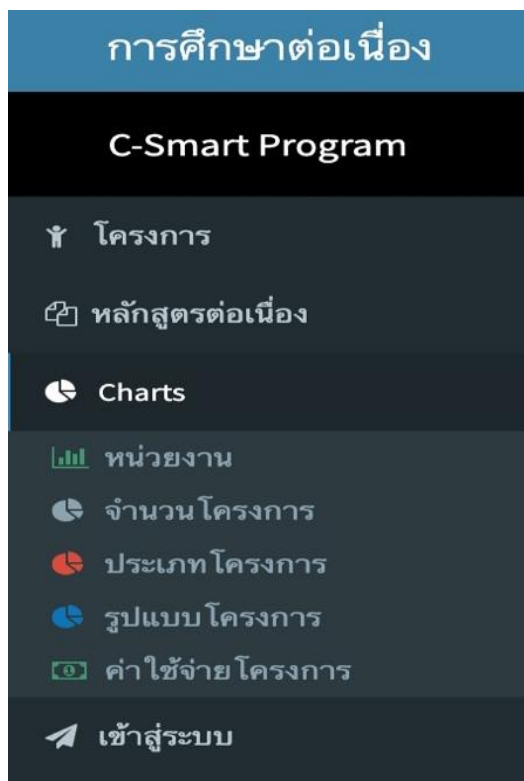 การศึกษาต่อเนื่อง
C-Smart Program
โครงการ
หลักสูตรต่อเนื่อง
Charts
หน่วยงาน
จำนวนโครงการ
ประเภทโครงการ
รูปแบบโครงการ
ค่าใช้จ่ายโครงการ
เข้าสู่ระบบ